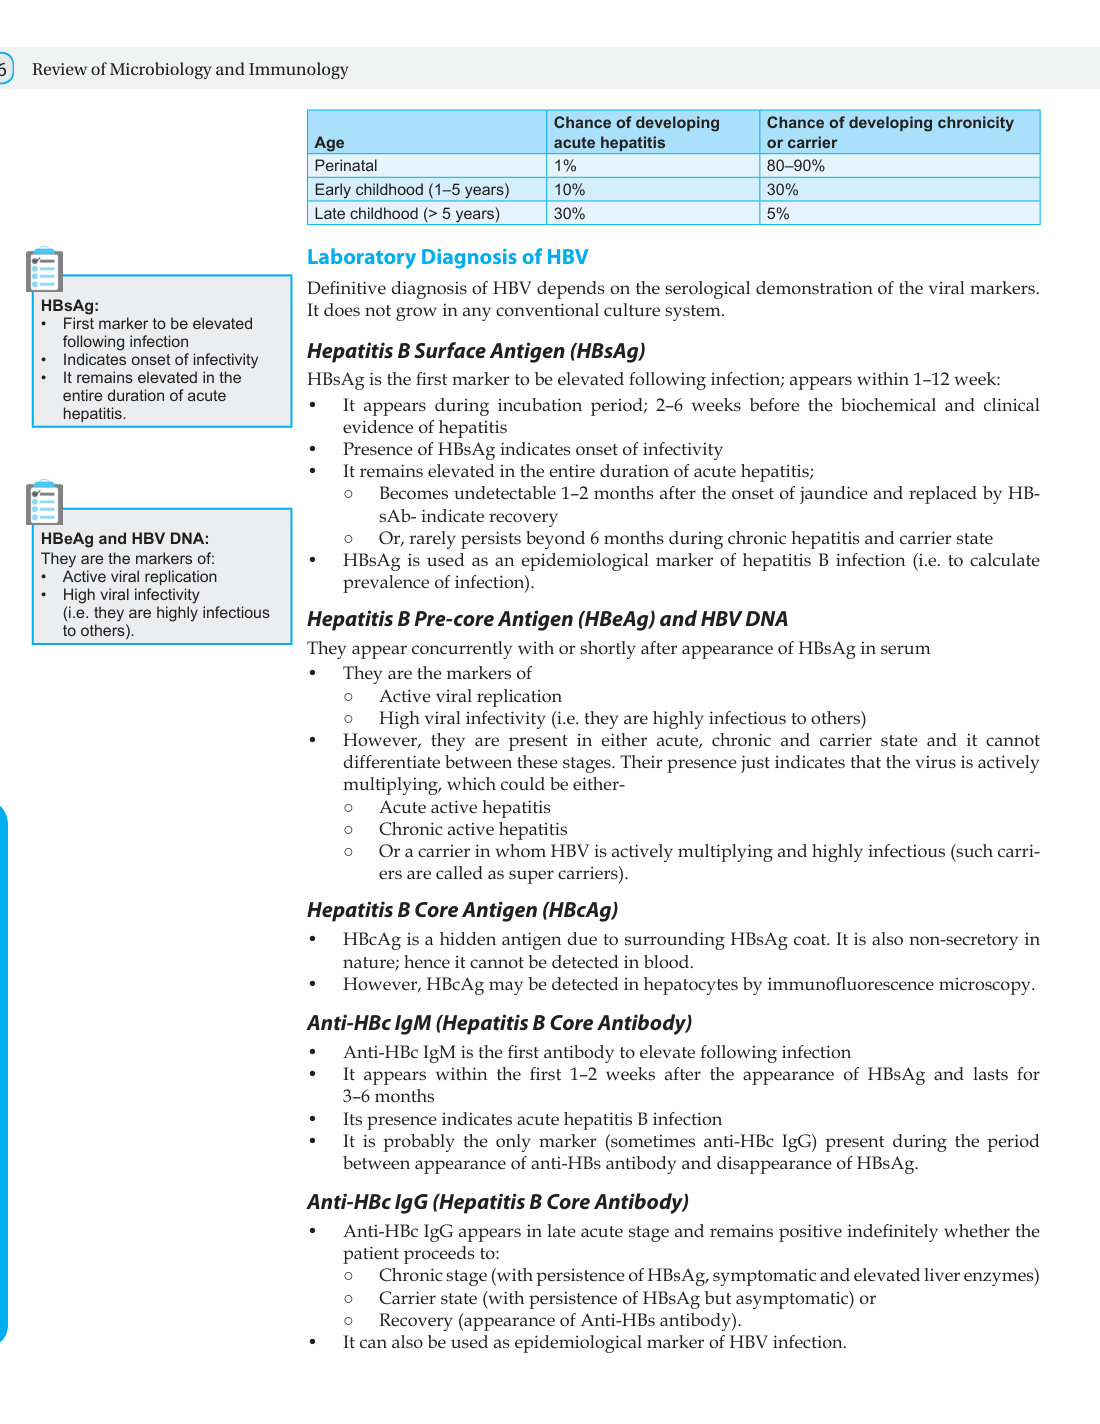 6 Review of Microbiology and Immunology
Age Chance of developing acute hepatitis Chance of developing chronicity or carrier
Perinatal 1% 80–90%
Early childhood (1–5 years) 10% 30%
Late childhood (> 5 years) 30% 5%
HBsAg:
• First marker to be elevated
following infection
• Indicates onset of infectivity
• It remains elevated in the
entire duration of acute
hepatitis.
HBeAg and HBV DNA:
They are the markers of:
• Active viral replication
• High viral infectivity
(i.e. they are highly infectious
to others).
Laboratory Diagnosis of HBV
Definitive diagnosis of HBV depends on the serological demonstration of the viral markers.
It does not grow in any conventional culture system.
Hepatitis B Surface Antigen (HBsAg)
HBsAg is the first marker to be elevated following infection; appears within 1–12 week:
• It appears during incubation period; 2–6 weeks before the biochemical and clinical
evidence of hepatitis
• Presence of HBsAg indicates onset of infectivity
• It remains elevated in the entire duration of acute hepatitis;
○ Becomes undetectable 1–2 months after the onset of jaundice and replaced by HB-
sAb- indicate recovery
○ Or, rarely persists beyond 6 months during chronic hepatitis and carrier state
• HBsAg is used as an epidemiological marker of hepatitis B infection (i.e. to calculate
prevalence of infection).
Hepatitis B Pre-core Antigen (HBeAg) and HBV DNA
They appear concurrently with or shortly after appearance of HBsAg in serum
• They are the markers of
○ Active viral replication
○ High viral infectivity (i.e. they are highly infectious to others)
• However, they are present in either acute, chronic and carrier state and it cannot
differentiate between these stages. Their presence just indicates that the virus is actively
multiplying, which could be either-
○ Acute active hepatitis
○ Chronic active hepatitis
○ Or a carrier in whom HBV is actively multiplying and highly infectious (such carri-
ers are called as super carriers).
Hepatitis B Core Antigen (HBcAg)
• HBcAg is a hidden antigen due to surrounding HBsAg coat. It is also non-secretory in
nature; hence it cannot be detected in blood.
• However, HBcAg may be detected in hepatocytes by immunofluorescence microscopy.
Anti-HBc IgM (Hepatitis B Core Antibody)
• Anti-HBc IgM is the first antibody to elevate following infection
• It appears within the first 1–2 weeks after the appearance of HBsAg and lasts for
3–6 months
• Its presence indicates acute hepatitis B infection
• It is probably the only marker (sometimes anti-HBc IgG) present during the period
between appearance of anti-HBs antibody and disappearance of HBsAg.
Anti-HBc IgG (Hepatitis B Core Antibody)
• Anti-HBc IgG appears in late acute stage and remains positive indefinitely whether the
patient proceeds to:
○ Chronic stage (with persistence of HBsAg, symptomatic and elevated liver enzymes)
○ Carrier state (with persistence of HBsAg but asymptomatic) or
○ Recovery (appearance of Anti-HBs antibody).
• It can also be used as epidemiological marker of HBV infection.